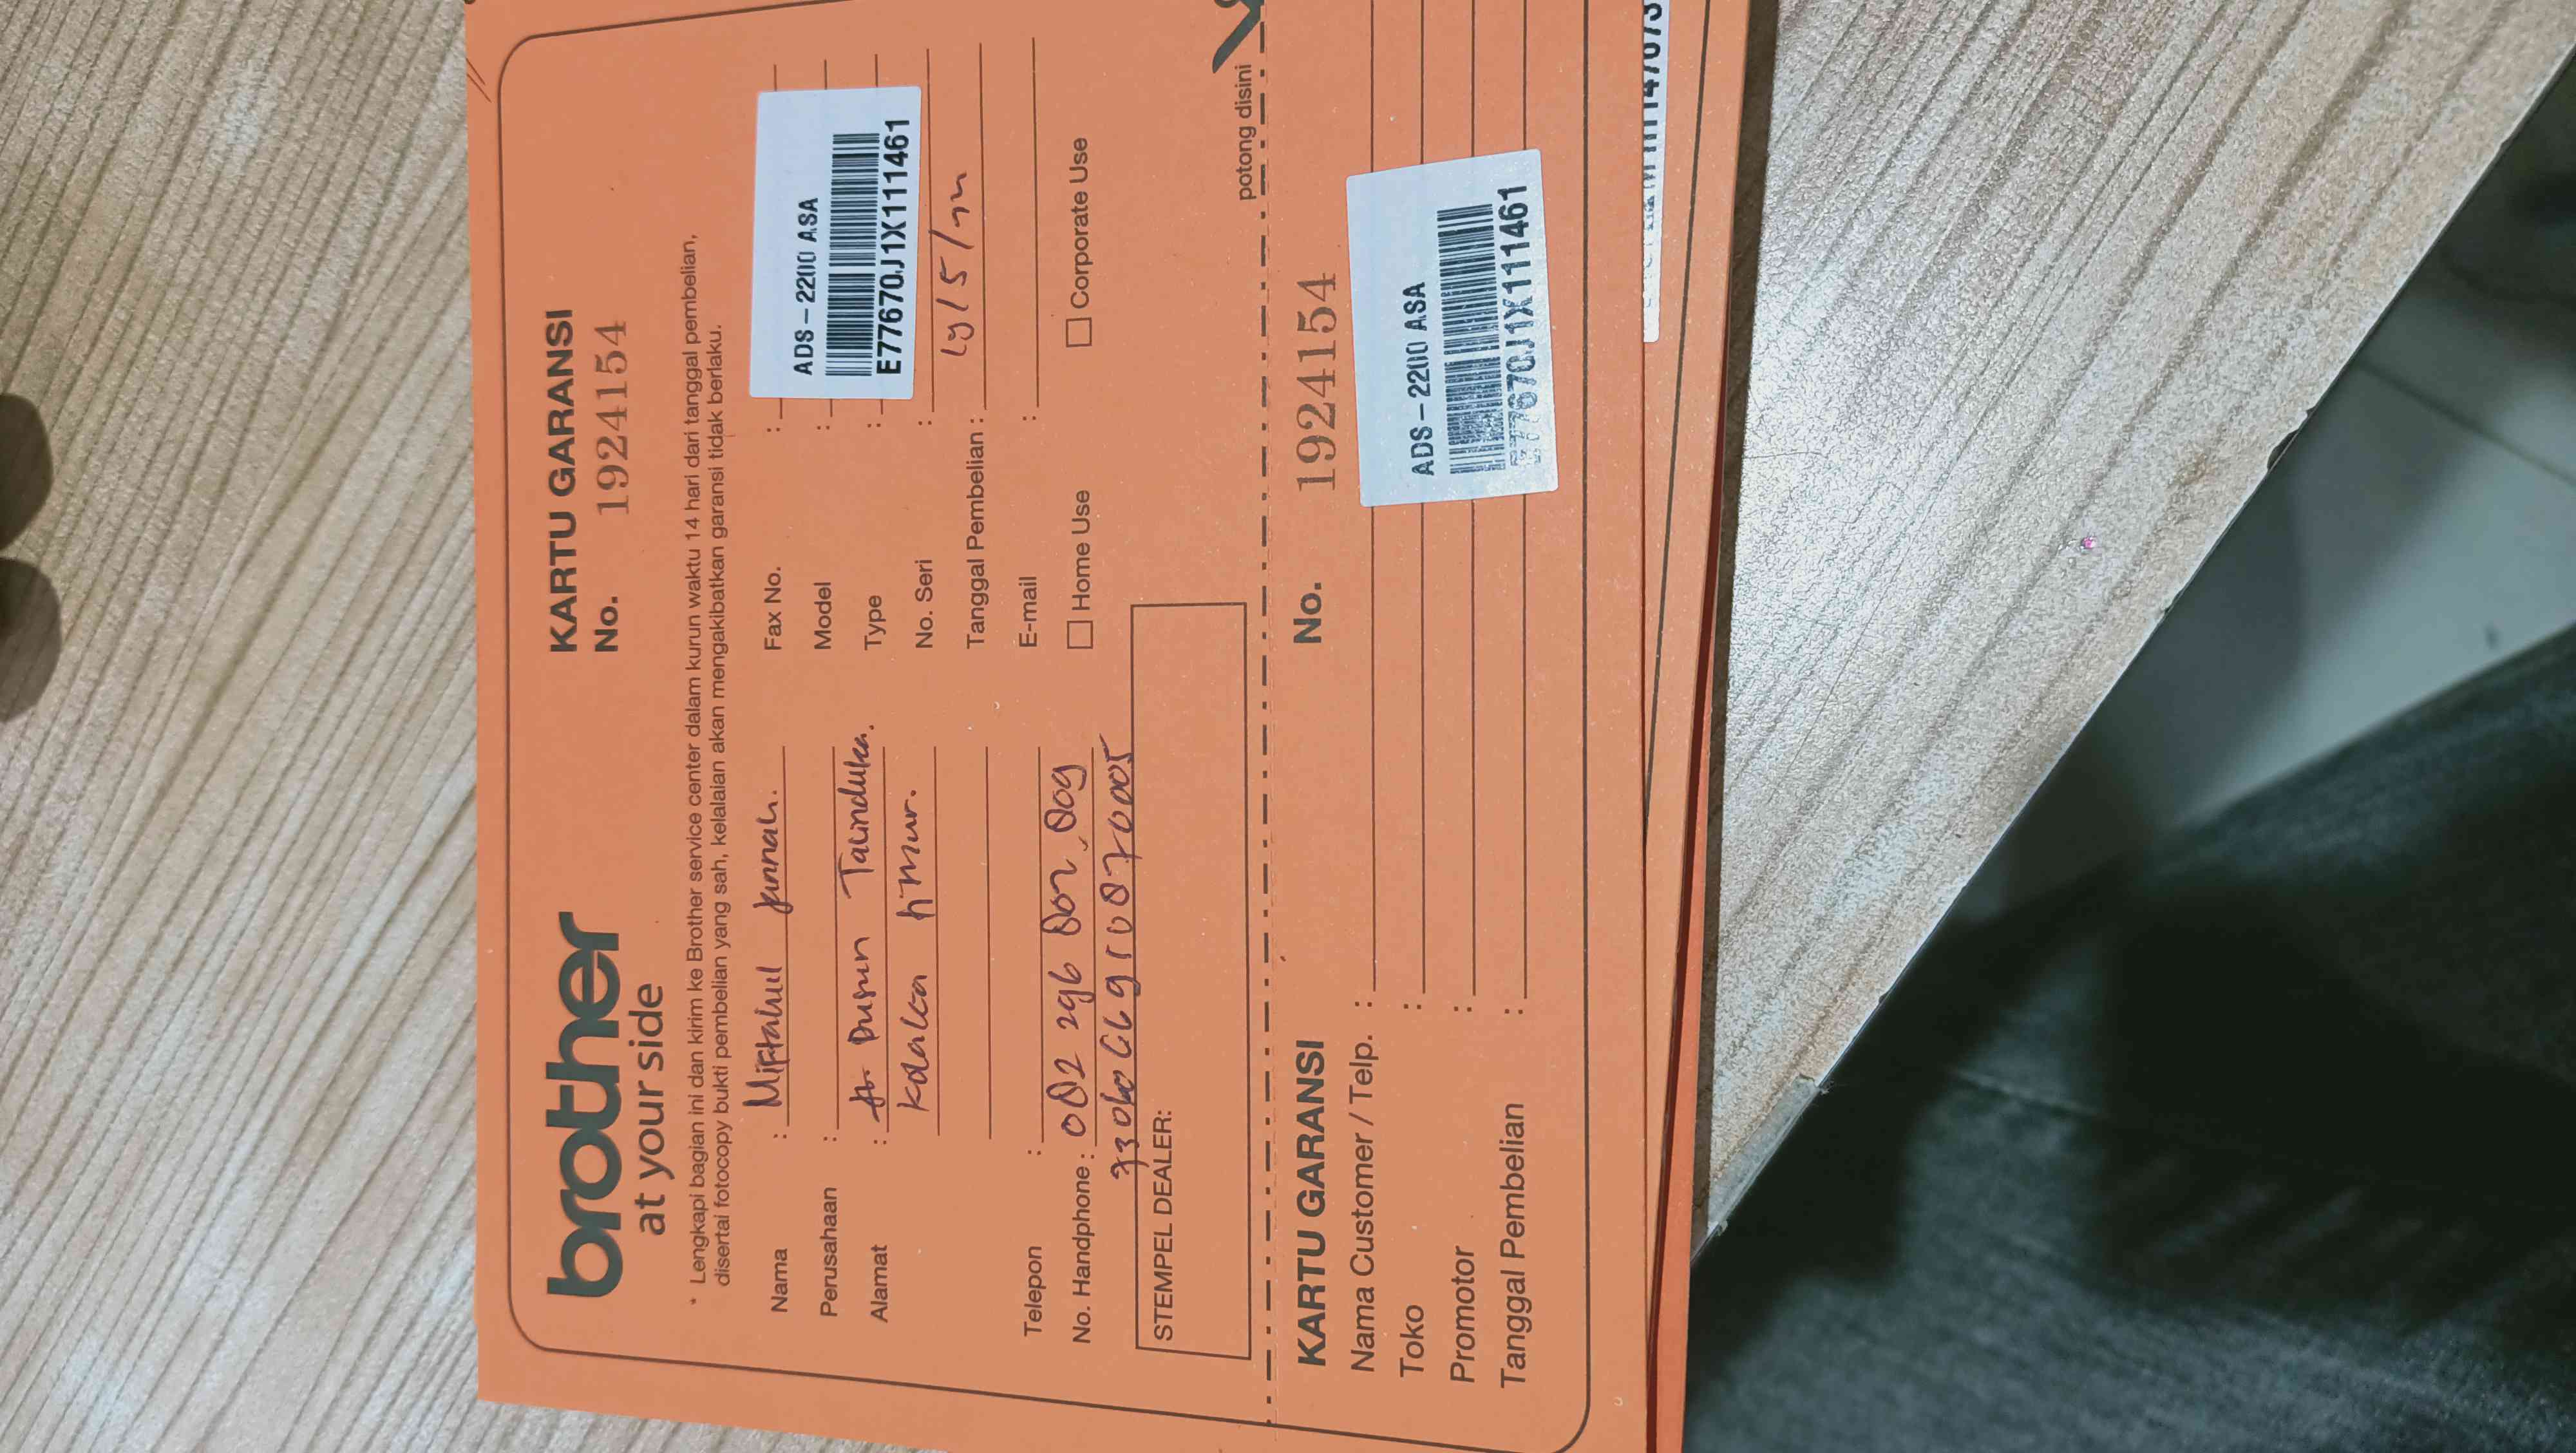 brother
at your side
KARTU GARANSI
No. 1924154
* Lengkapi bagian ini dan kirim ke Brother service center dalam kurun waktu 14 hari dari tanggal pembelian,
disertai fotocopy bukti pembelian yang sah, kelalaian akan mengakibatkan garansi tidak berlaku.
Nama : Miftahul Jannah.
Perusahaan :
Alamat : Dusun
Telepon :
No. Handphone : 082 296 802 809
Fax No. :
Model :
Type :
No. Seri :
ADS-2200 ASA
E77670J1X111461
Tanggal Pembelian :
E-mail :
Home Use
Corporate Use
STEMPEL DEALER:
potong disini
KARTU GARANSI
No. 1924154
Nama Customer / Telp. :
Toko :
Promotor :
Tanggal Pembelian :
ADS-2200 ASA
E77670J1X111461